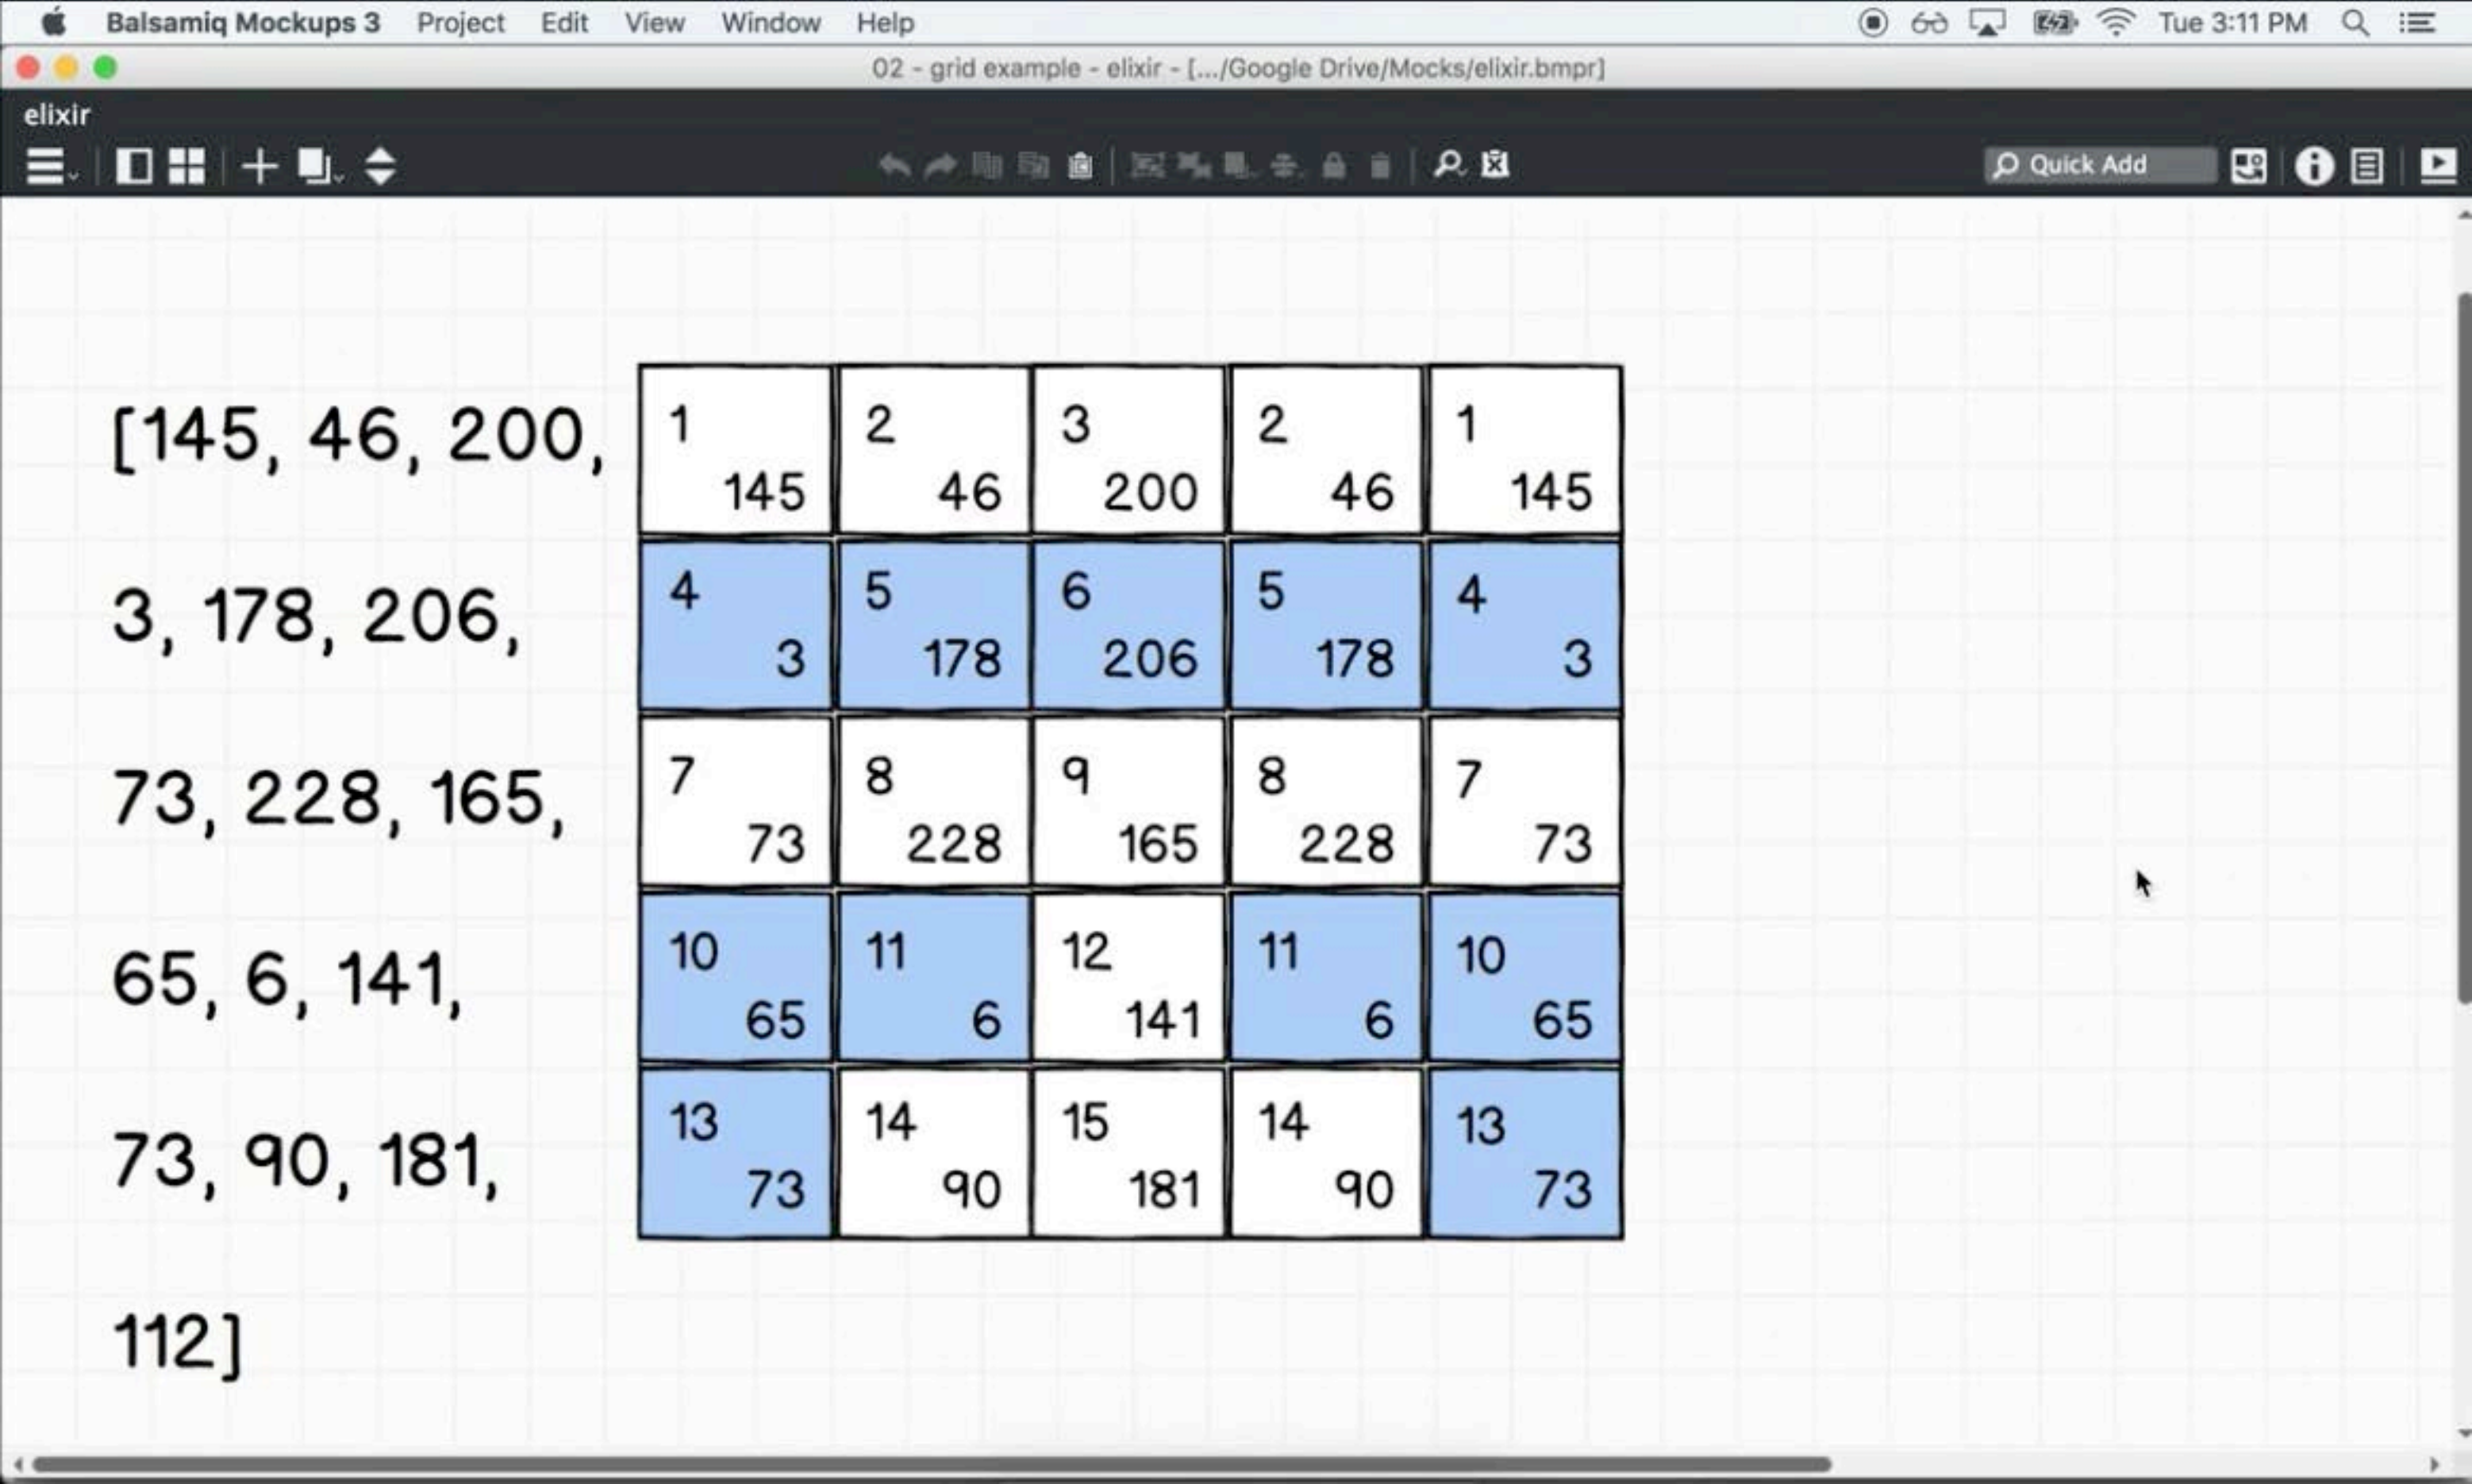 Balsamiq Mockups 3 Project Edit View Window Help Tue 3:11 PM
02 - grid example - elixir - [.../Google Drive/Mocks/elixir.bmpr]
elixir
Quick Add
[145, 46, 200,
1 2 3 2 1
145 46 200 46 145
3, 178, 206,
4 5 6 5 4
3 178 206 178 3
73, 228, 165,
7 8 9 8 7
73 228 165 228 73
65, 6, 141,
10 11 12 11 10
65 6 141 6 65
73, 90, 181,
13 14 15 14 13
73 90 181 90 73
112]